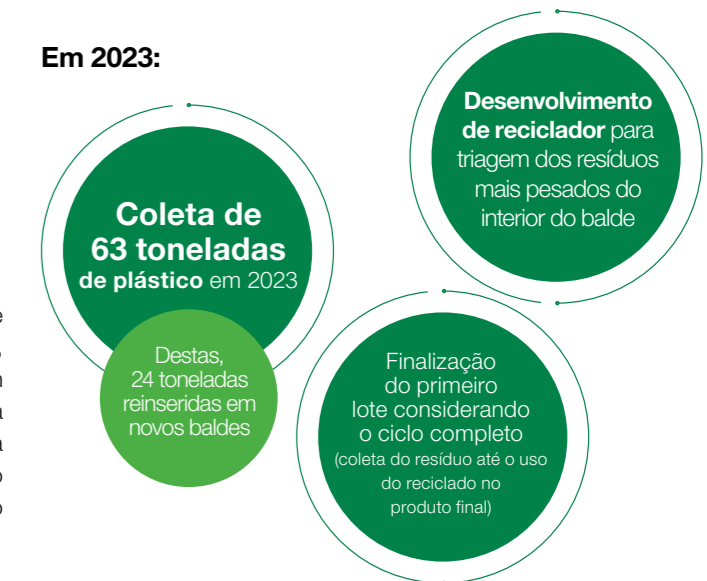 Em 2023:
Coleta de
63 toneladas
de plástico em 2023
Destas,
24 toneladas
reinseridas em
novos baldes
Desenvolvimento
de reciclador para
triagem dos resíduos
mais pesados do
interior do balde
Finalização
do primeiro
lote considerando
o ciclo completo
(coleta do resíduo até o uso
do reciclado no
produto final)